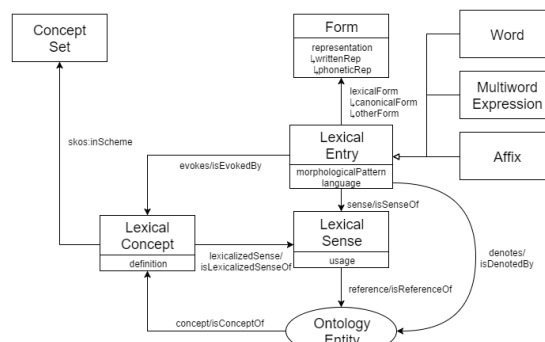 Concept
Set
Form
representation
↳writtenRep
↳phoneticRep
Word
Multiword
Expression
Affix
lexicalForm
↳canonicalForm
↳otherForm
skos:inScheme
evokes/isEvokedBy
Lexical
Entry
morphologicalPattern
language
sense/isSenseOf
Lexical
Concept
definition
lexicalizedSense/
isLexicalizedSenseOf
Lexical
Sense
usage
denotes/
isDenotedBy
reference/isReferenceOf
concept/isConceptOf
Ontology
Entity